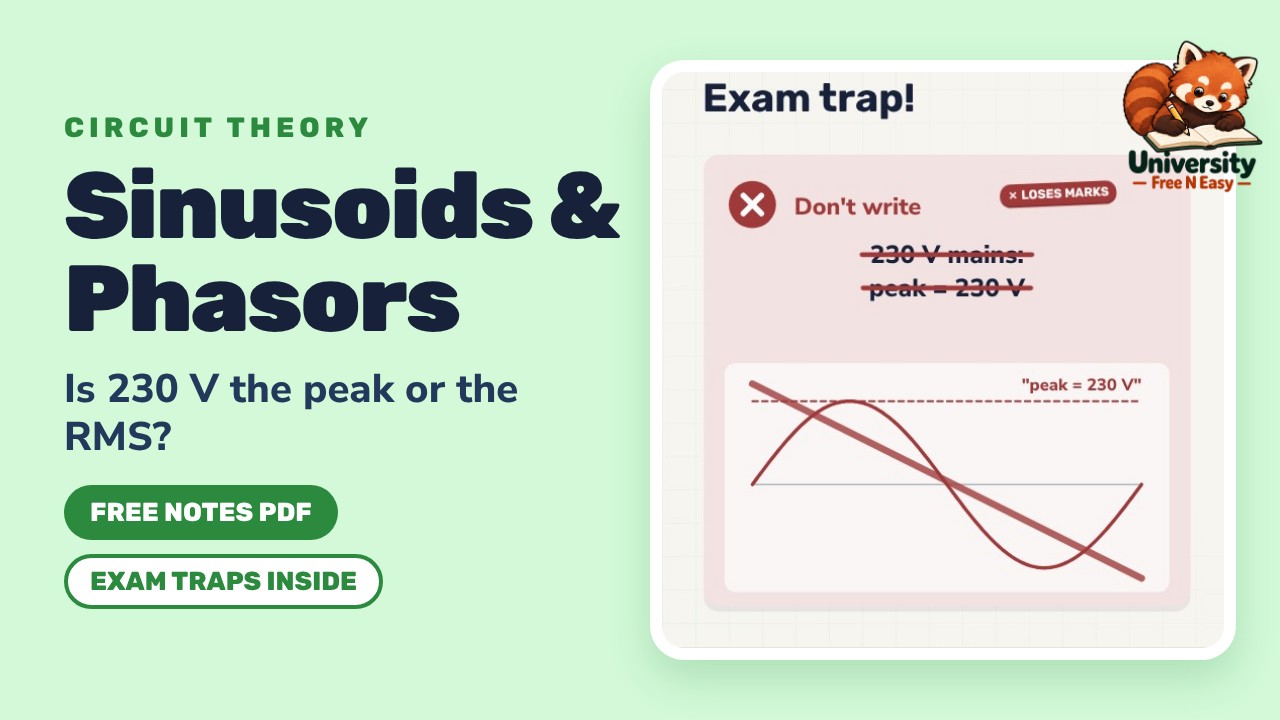 CIRCUIT THEORY
Sinusoids &
Phasors
Is 230 V the peak or the
RMS?
FREE NOTES PDF
EXAM TRAPS INSIDE
Exam trap!
Don't write
× LOSES MARKS
230 V mains:
peak = 230 V
"peak = 230 V"
University
Free N Easy